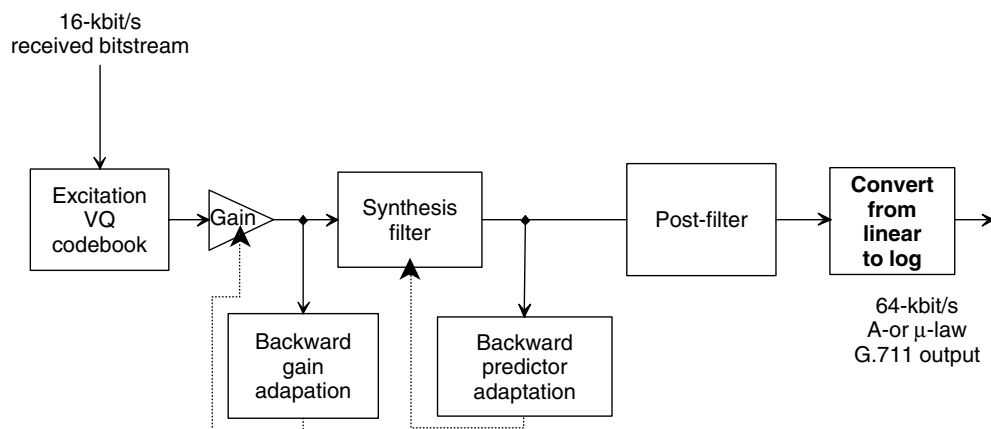 16-kbit/s
received bitstream
Excitation
VQ
codebook
Gain
Synthesis
filter
Post-filter
Convert
from
linear
to log
Backward
gain
adapation
Backward
predictor
adaptation
64-kbit/s
A-or μ-law
G.711 output